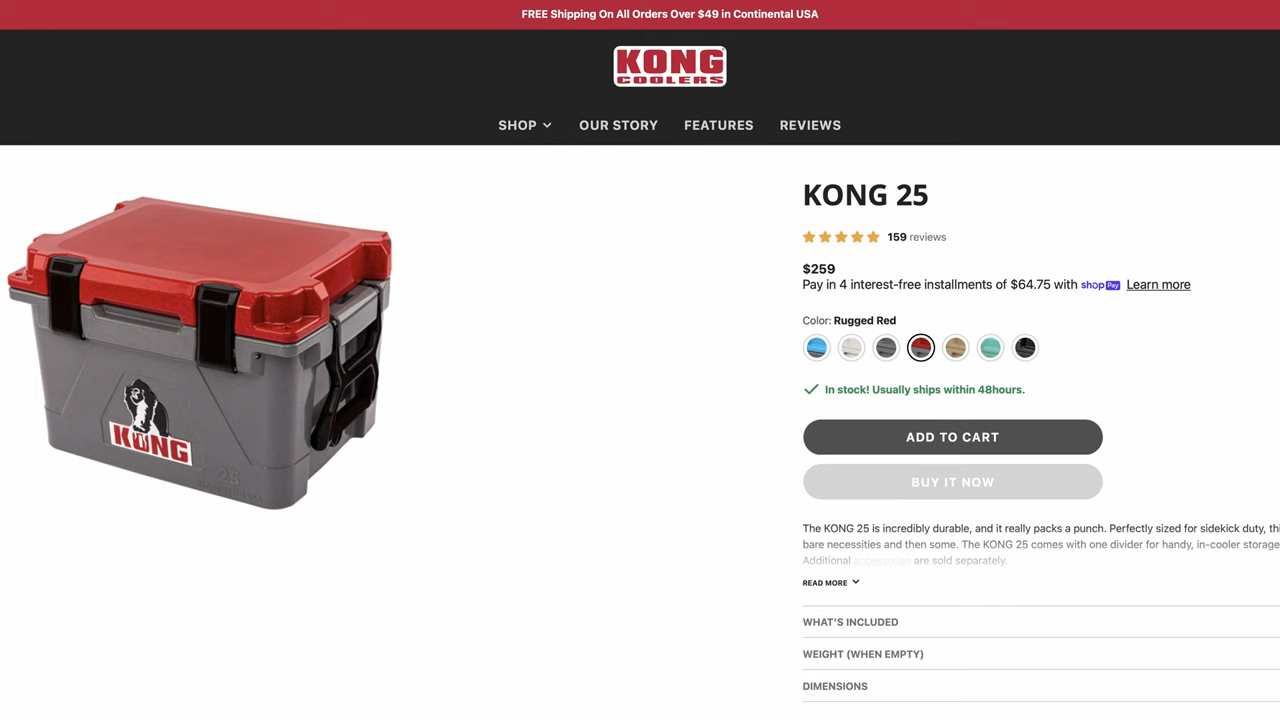 FREE Shipping On All Orders Over $49 in Continental USA
KONG
COOLERS
SHOP
OUR STORY
FEATURES
REVIEWS
KONG 25
159 reviews
$259
Pay in 4 interest-free installments of $64.75 with shop Pay Learn more
Color: Rugged Red
In stock! Usually ships within 48hours.
ADD TO CART
BUY IT NOW
The KONG 25 is incredibly durable, and it really packs a punch. Perfectly sized for sidekick duty,
bare necessities and then some. The KONG 25 comes with one divider for handy, in-cooler storage
Additional accessories are sold separately.
READ MORE
WHAT'S INCLUDED
WEIGHT (WHEN EMPTY)
DIMENSIONS
KONG
25